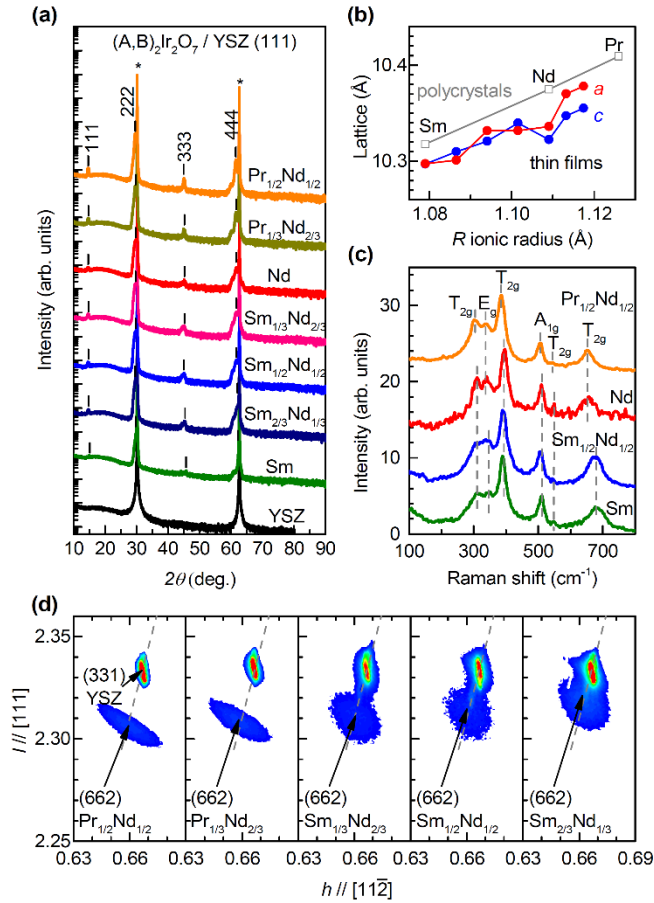 (a)
(A,B)₂Ir₂O₇ / YSZ (111)
111
222
*
333
444
*
Pr₁/₂Nd₁/₂
Pr₁/₃Nd₂/₃
Nd
Sm₁/₃Nd₂/₃
Sm₁/₂Nd₁/₂
Sm₂/₃Nd₁/₃
Sm
YSZ
Intensity (arb. units)
10 20 30 40 50 60 70 80 90
2θ (deg.)
(b)
Pr
Nd
polycrystals
a
Sm
c
thin films
Lattice (Å)
10.4
10.3
1.08 1.10 1.12
R ionic radius (Å)
(c)
T₂g
T₂g E_g
A₁g
T₂g
T₂g
Pr₁/₂Nd₁/₂
Nd
Sm₁/₂Nd₁/₂
Sm
Intensity (arb. units)
30
20
10
0
100 300 500 700
Raman shift (cm⁻¹)
(d)
l // [111]
2.35
2.30
2.25
(331)
YSZ
(662)
Pr₁/₂Nd₁/₂
(662)
Pr₁/₃Nd₂/₃
(662)
Sm₁/₃Nd₂/₃
(662)
Sm₁/₂Nd₁/₂
(662)
Sm₂/₃Nd₁/₃
0.63 0.66 0.63 0.66 0.63 0.66 0.63 0.66 0.63 0.66 0.69
h // [112̄]